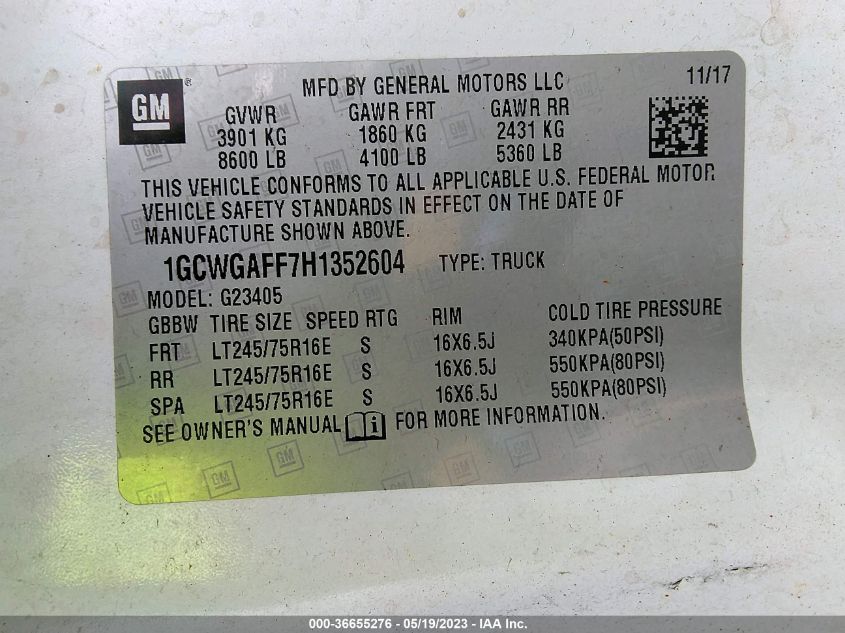 GM ® MFD BY GENERAL MOTORS LLC 11/17
GVWR GAWR FRT GAWR RR
3901 KG 1860 KG 2431 KG
8600 LB 4100 LB 5360 LB
THIS VEHICLE CONFORMS TO ALL APPLICABLE U.S. FEDERAL MOTOR
VEHICLE SAFETY STANDARDS IN EFFECT ON THE DATE OF
MANUFACTURE SHOWN ABOVE.
1GCWGAFF7H1352604 TYPE: TRUCK
MODEL: G23405
GBBW TIRE SIZE SPEED RTG RIM COLD TIRE PRESSURE
FRT LT245/75R16E S 16X6.5J 340KPA(50PSI)
RR LT245/75R16E S 16X6.5J 550KPA(80PSI)
SPA LT245/75R16E S 16X6.5J 550KPA(80PSI)
SEE OWNER'S MANUAL FOR MORE INFORMATION.
000-36655276 - 05/19/2023 - IAA Inc.